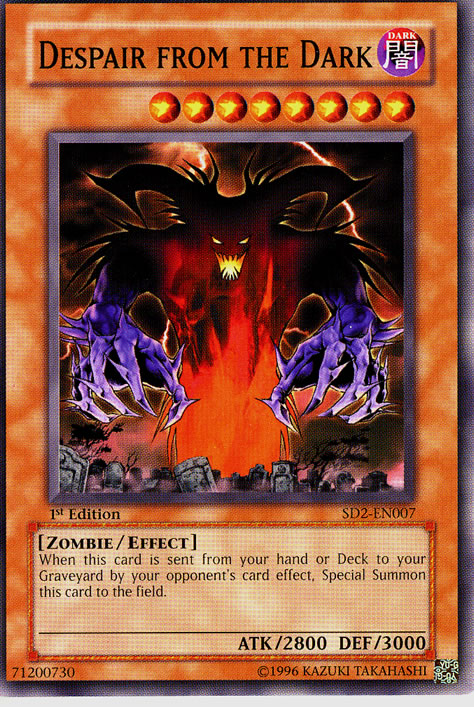 DESPAIR FROM THE DARK
DARK
闇
1st Edition
SD2-EN007
[ZOMBIE/EFFECT]
When this card is sent from your hand or Deck to your
Graveyard by your opponent's card effect, Special Summon
this card to the field.
ATK/2800 DEF/3000
71200730
©1996 KAZUKI TAKAHASHI